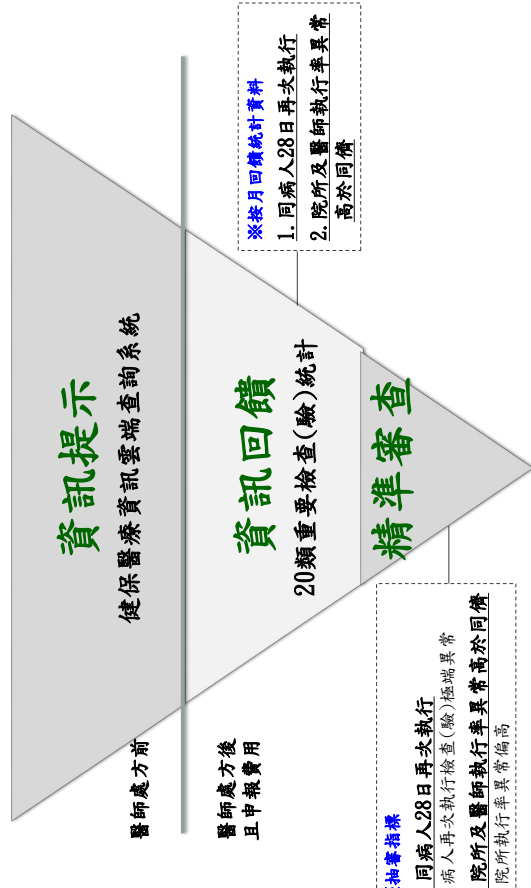 資訊提示
健保醫療資訊雲端查詢系統
醫師處方前
醫師處方後
且申報費用
資訊回饋
20類重要檢查(驗)統計
※按月回饋統計資料
1.同病人28日再次執行
2.院所及醫師執行率異常
高於同儕
精準審查
抽審指標
同病人28日再次執行
病人再次執行檢查(驗)極端異常
院所及醫師執行率異常高於同儕
院所執行率異常偏高